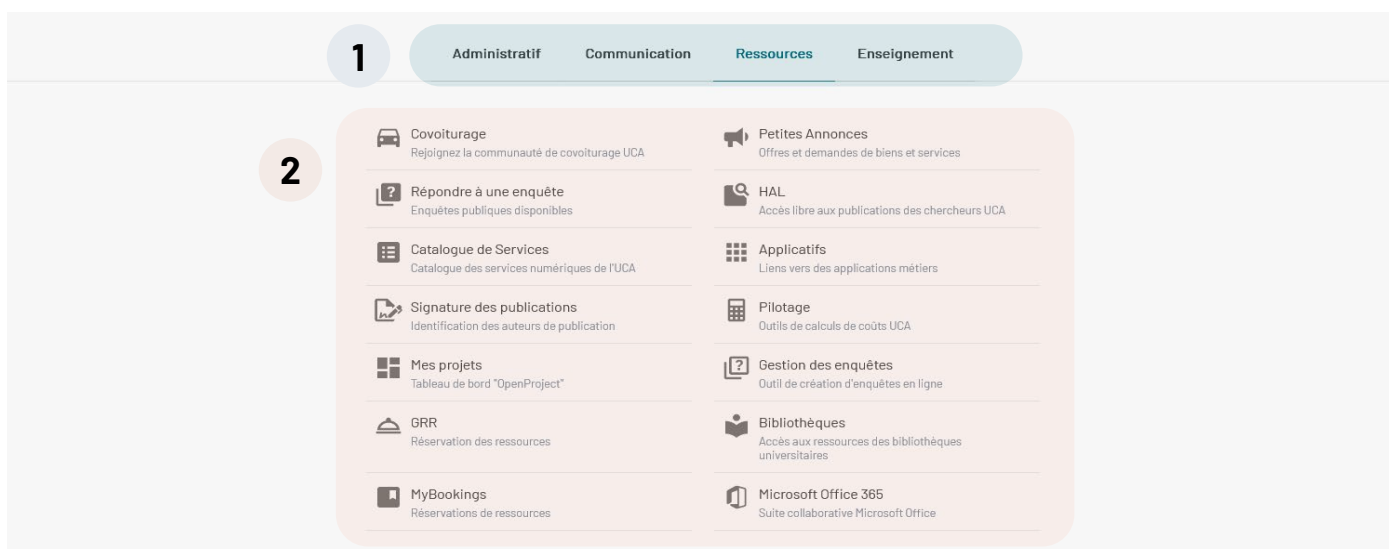 1
Administratif Communication Ressources Enseignement
2
Covoiturage
Rejoignez la communauté de covoiturage UCA
Petites Annonces
Offres et demandes de biens et services
Répondre à une enquête
Enquêtes publiques disponibles
HAL
Accès libre aux publications des chercheurs UCA
Catalogue de Services
Catalogue des services numériques de l'UCA
Applicatifs
Liens vers des applications métiers
Signature des publications
Identification des auteurs de publication
Pilotage
Outils de calculs de coûts UCA
Mes projets
Tableau de bord "OpenProject"
Gestion des enquêtes
Outil de création d'enquêtes en ligne
GRR
Réservation des ressources
Bibliothèques
Accès aux ressources des bibliothèques
universitaires
MyBookings
Réservations de ressources
Microsoft Office 365
Suite collaborative Microsoft Office